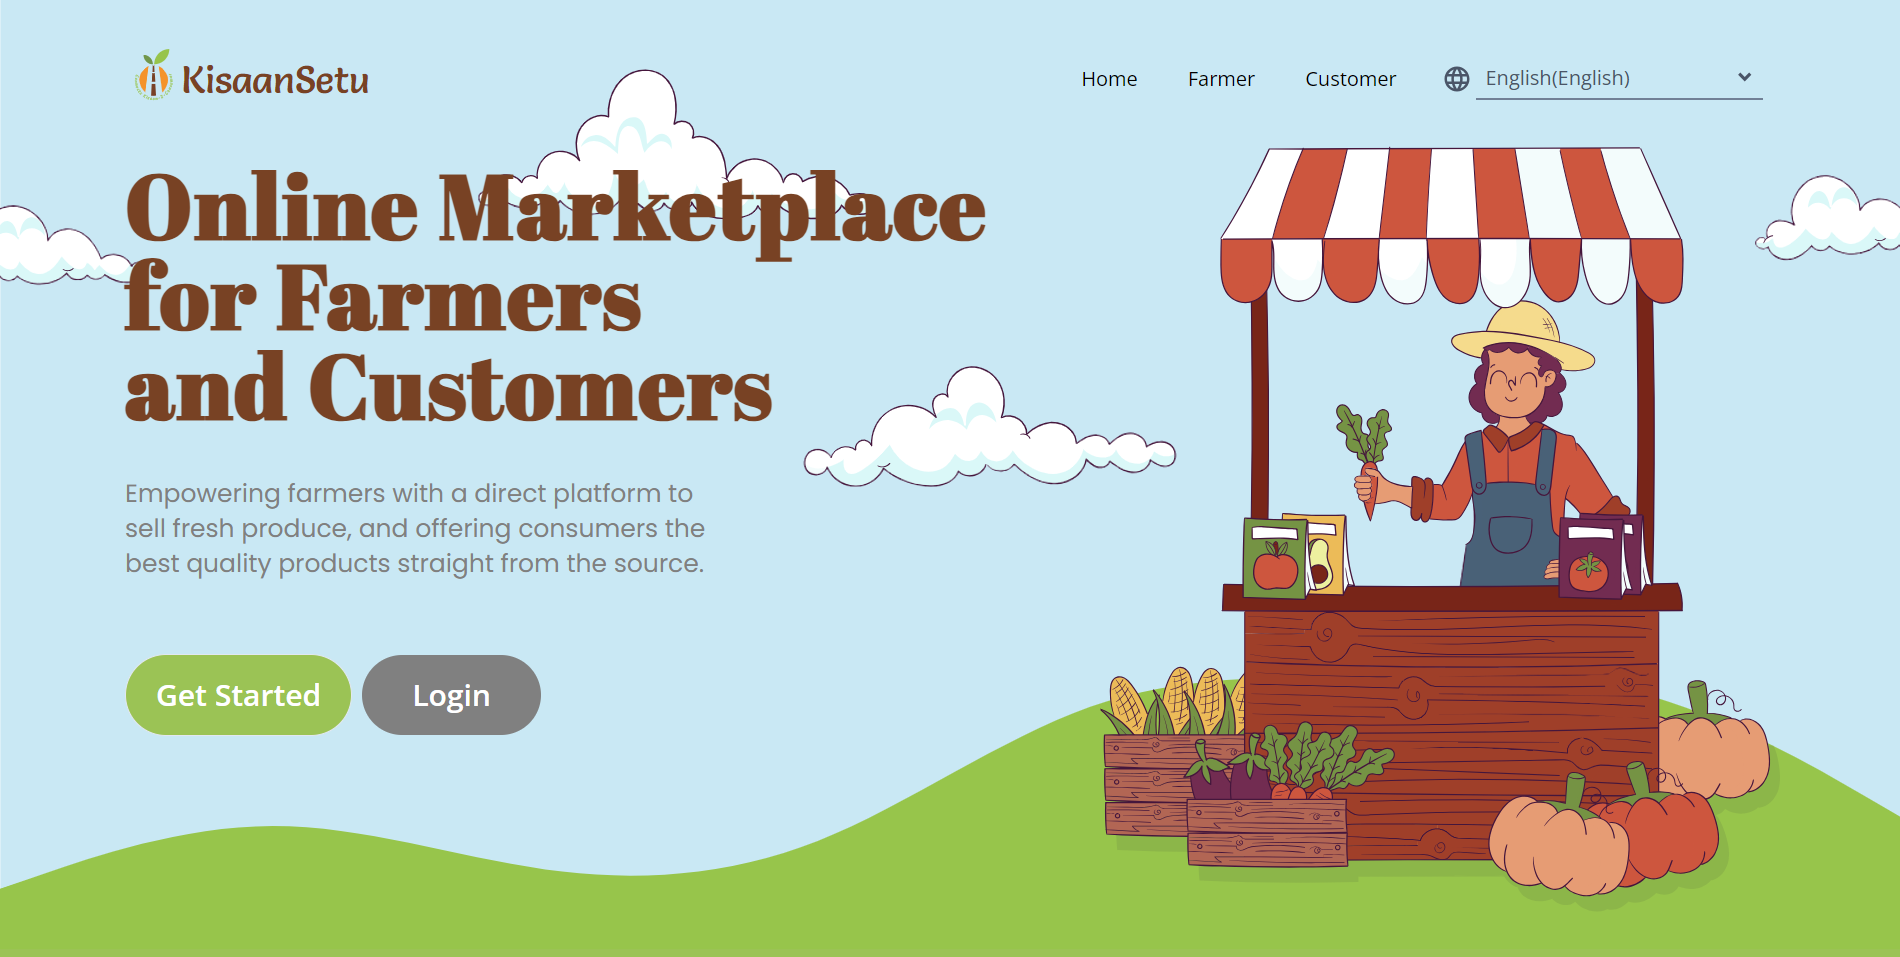 KisaanSetu
Home Farmer Customer English(English)
Online Marketplace
for Farmers
and Customers
Empowering farmers with a direct platform to
sell fresh produce, and offering consumers the
best quality products straight from the source.
Get Started Login